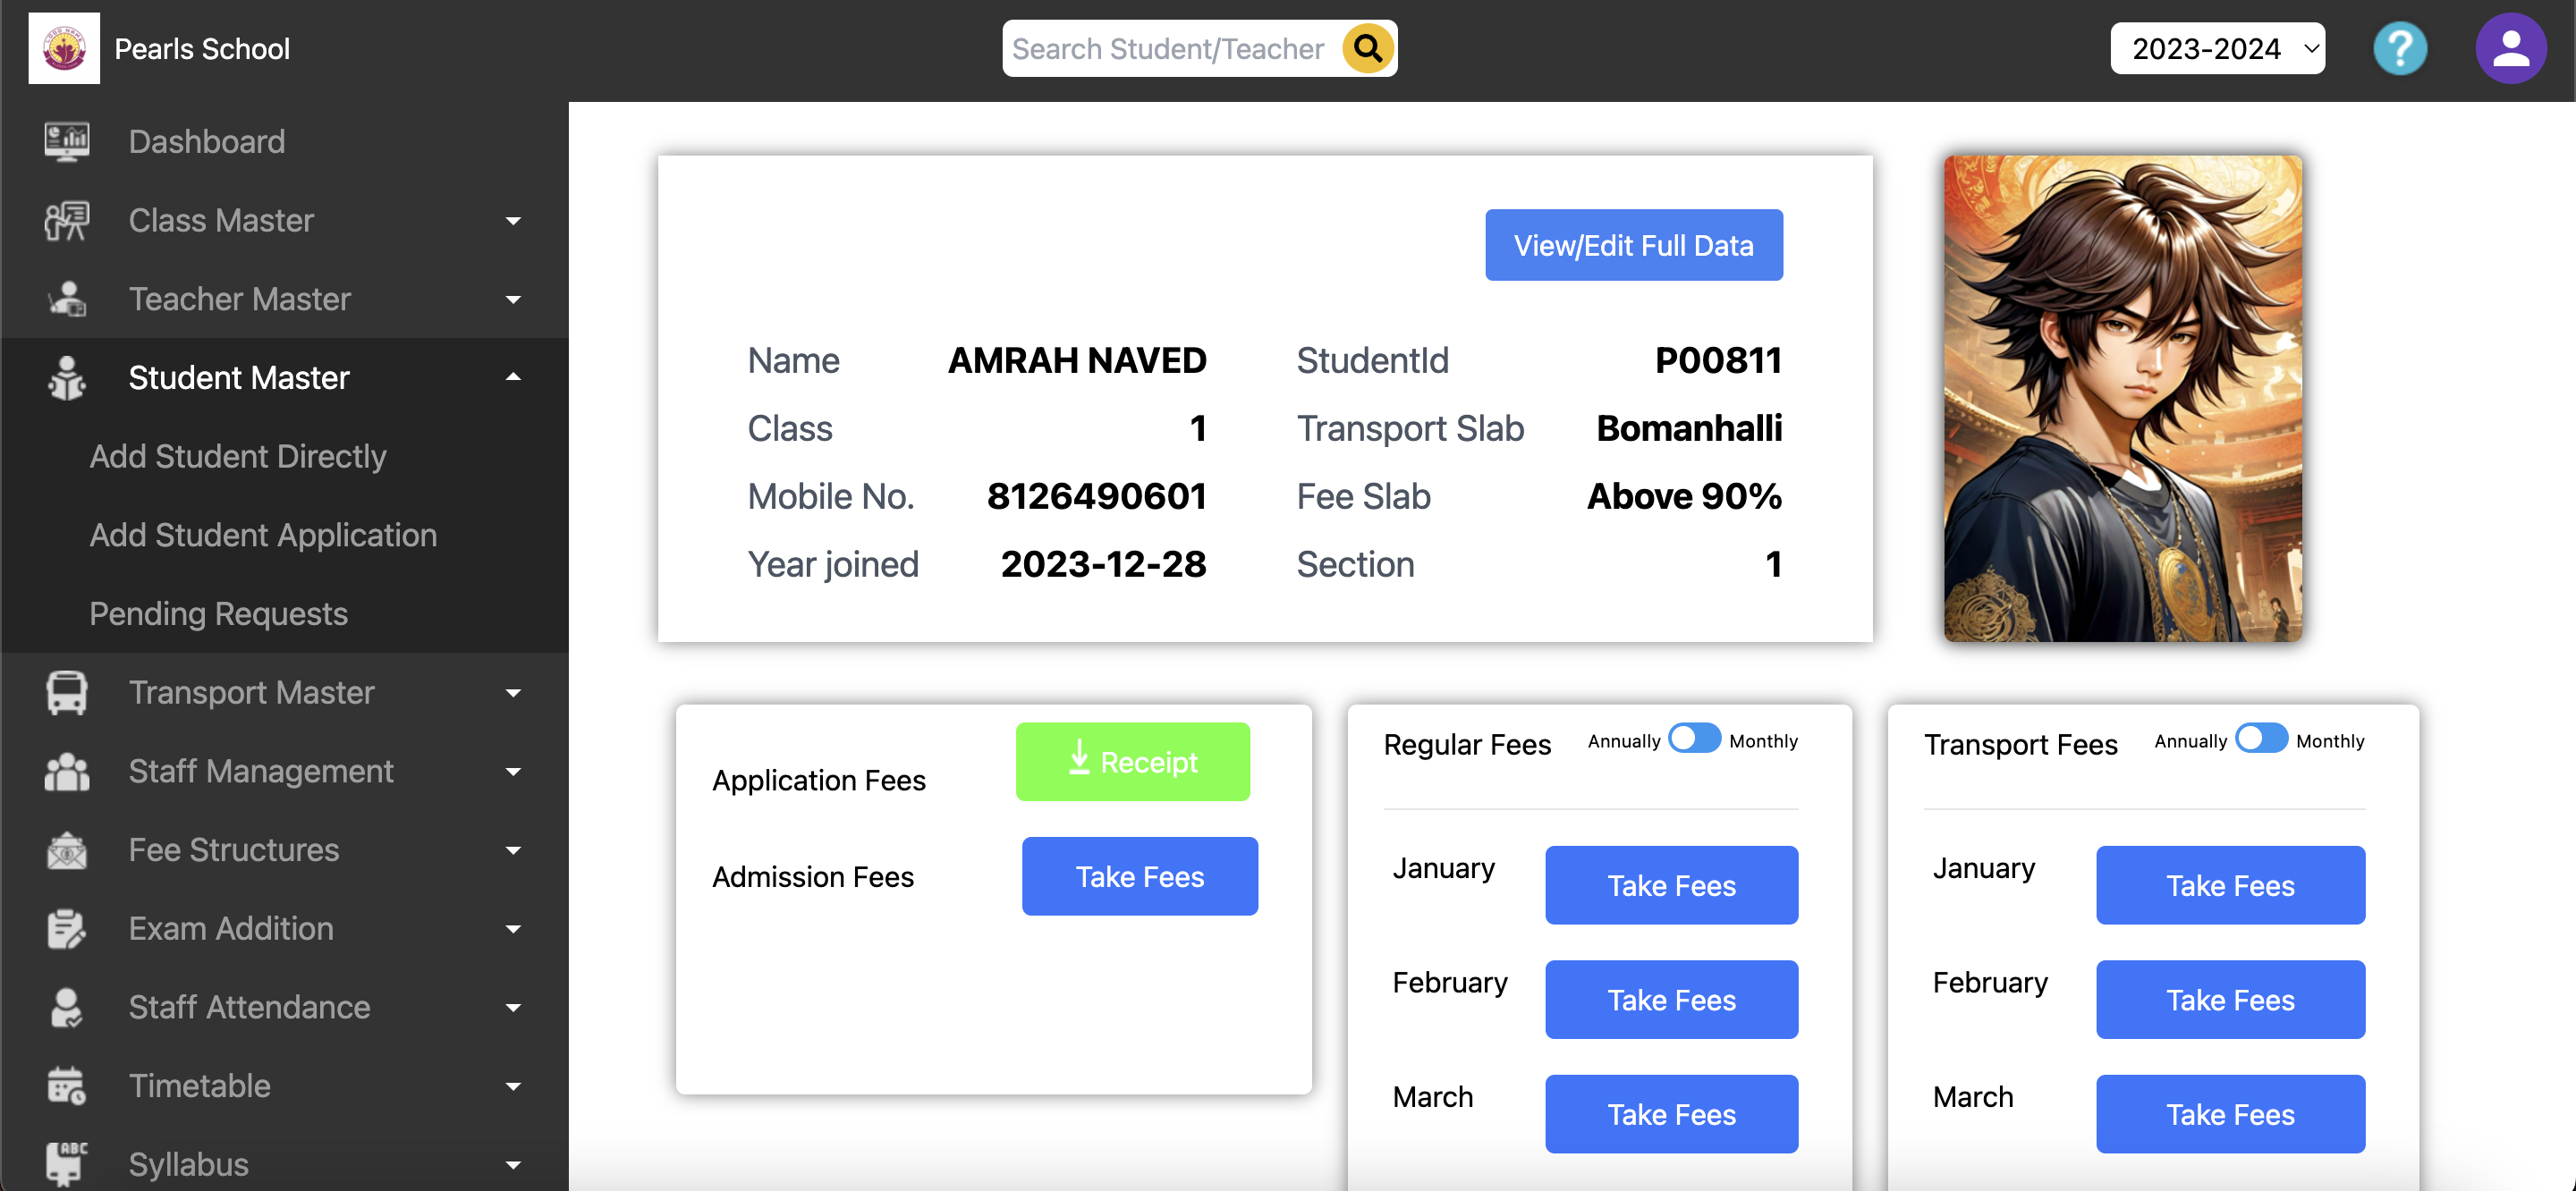 Pearls School
Search Student/Teacher
2023-2024
?
Dashboard
Class Master
Teacher Master
Student Master
Add Student Directly
Add Student Application
Pending Requests
Transport Master
Staff Management
Fee Structures
Exam Addition
Staff Attendance
Timetable
ABC
Syllabus
View/Edit Full Data
Name AMRAH NAVED StudentId P00811
Class 1 Transport Slab Bomanhalli
Mobile No. 8126490601 Fee Slab Above 90%
Year joined 2023-12-28 Section 1
Application Fees Receipt
Admission Fees Take Fees
Regular Fees Annually Monthly
January Take Fees
February Take Fees
March Take Fees
Transport Fees Annually Monthly
January Take Fees
February Take Fees
March Take Fees